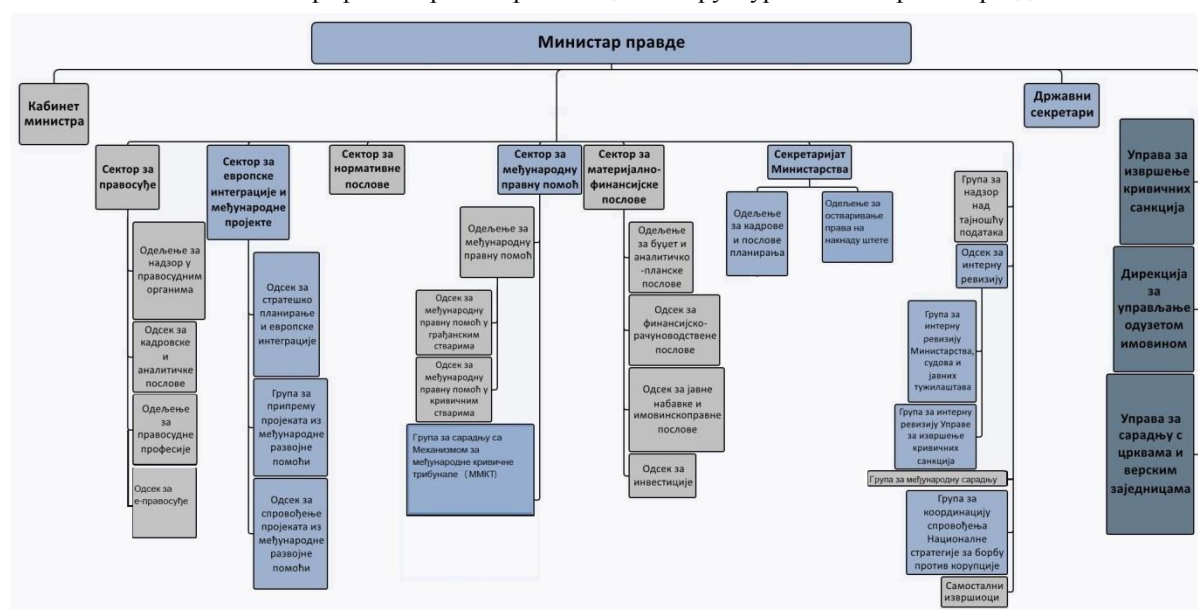 Министар правде
Кабинет
министра
Државни
секретари
Сектор за
правосуђе
Сектор за
европске
интеграције и
међународне
пројекте
Сектор за
нормативне
послове
Сектор за
међународну
правну помоћ
Сектор за
материјално-
финансијске
послове
Секретаријат
Министарства
Одељење за
надзор у
правосудним
органима
Одсек за
кадровске
и
аналитичке
послове
Одељење
за
правосудне
професије
Одсек за
е-правосуђе
Одсек за
стратешко
планирање
и европске
интеграције
Група за
припрему
пројеката из
међународне
развојне
помоћи
Одсек за
спровођење
пројеката из
међународне
развојне
помоћи
Одељење за
међународну
правну помоћ
Одсек за
међународну
правну помоћ у
грађанским
стварима
Одсек за
међународну
правну помоћ у
кривичним
стварима
Група за сарадњу са
Механизмом за
међународне кривичне
трибунале (ММКТ)
Одељење
за буџет и
аналитичко
-планске
послове
Одсек за
финансијско-
рачуноводствене
послове
Одсек за јавне
набавке и
имовинскоправне
послове
Одсек за
инвестиције
Одељење
за кадрове
и послове
планирања
Одељење за
остваривање
права на
накнаду штете
Група за
надзор
над
тајношћу
података
Одсек за
интерну
ревизију
Група за
интерну
ревизију
Министарства,
судова и
јавних
тужилаштава
Група за интерну
ревизију Управе
за извршење
кривичних
санкција
Група за међународну сарадњу
Група за
координацију
спровођења
Националне
стратегије за борбу
против корупције
Самостални
извршиоци
Управа за
извршење
кривичних
санкција
Дирекција
за
управљање
одузетом
имовином
Управа за
сарадњу с
црквама и
верским
заједницама